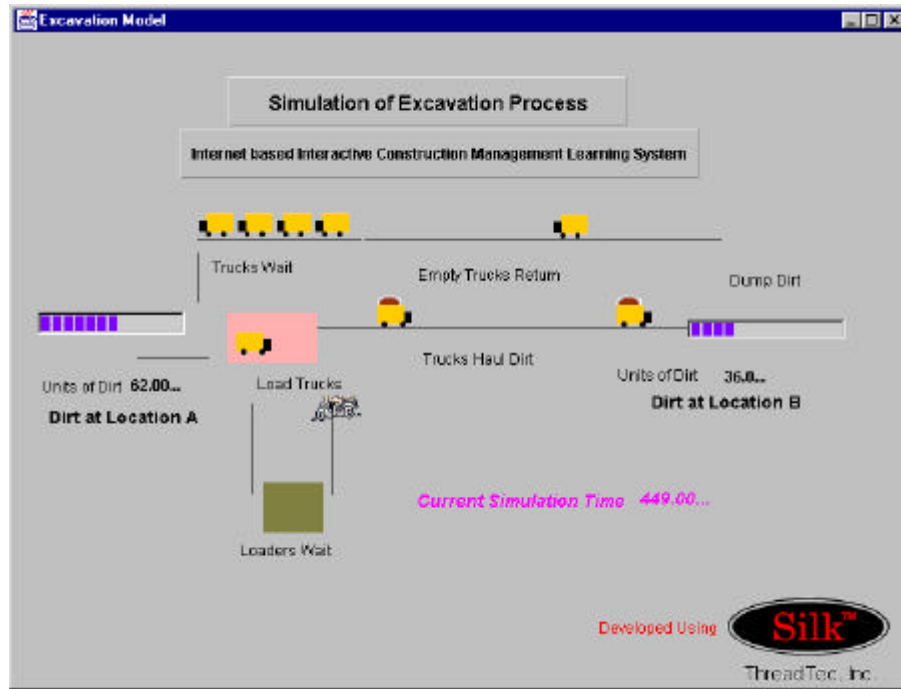 Excavation Model
Simulation of Excavation Process
Internet based Interactive Construction Management Learning System
Trucks Wait
Empty Trucks Return
Dump Dirt
Trucks Haul Dirt
Load Trucks
Units of Dirt 62.00...
Dirt at Location A
Units of Dirt 36.0...
Dirt at Location B
Current Simulation Time 449.00...
Loaders Wait
Developed Using
Silk™
ThreadTec, Inc.